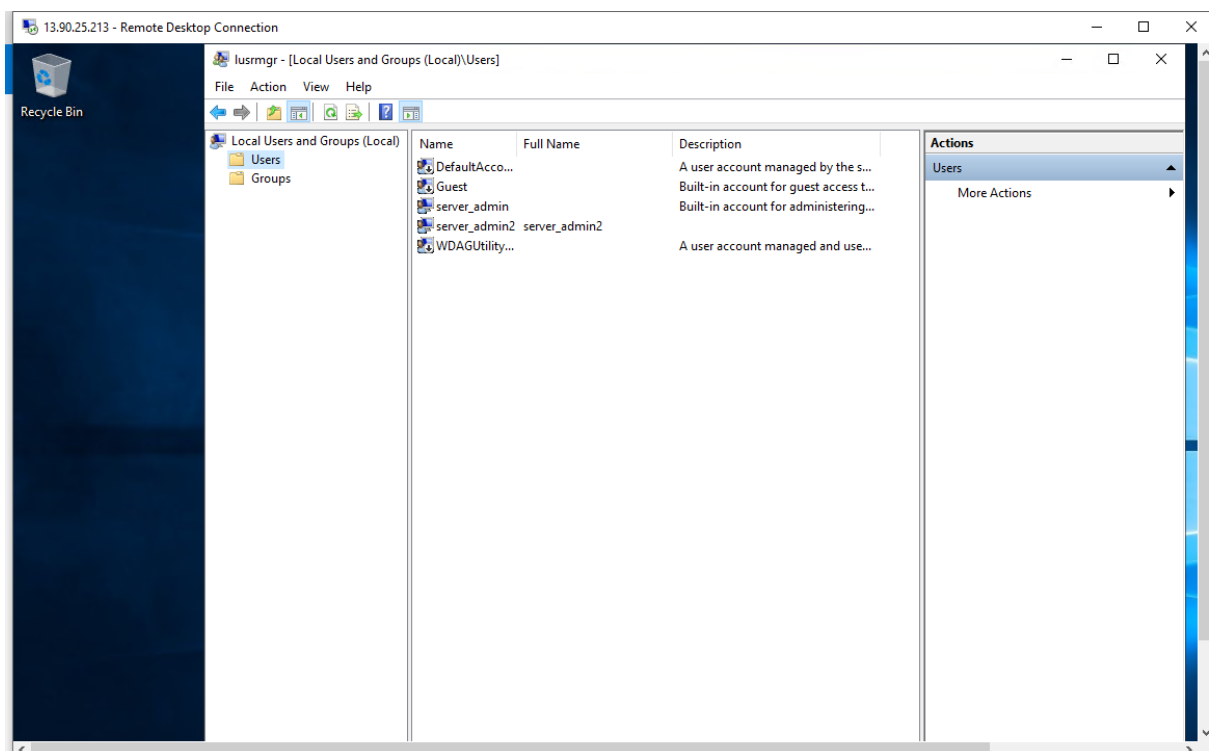 13.90.25.213 - Remote Desktop Connection
Recycle Bin
lusrmgr - [Local Users and Groups (Local)\Users]
File Action View Help
Local Users and Groups (Local)
Users
Groups
Name Full Name Description
DefaultAcco... A user account managed by the s...
Guest Built-in account for guest access t...
server_admin Built-in account for administering...
server_admin2 server_admin2
WDAGUtility... A user account managed and use...
Actions
Users
More Actions